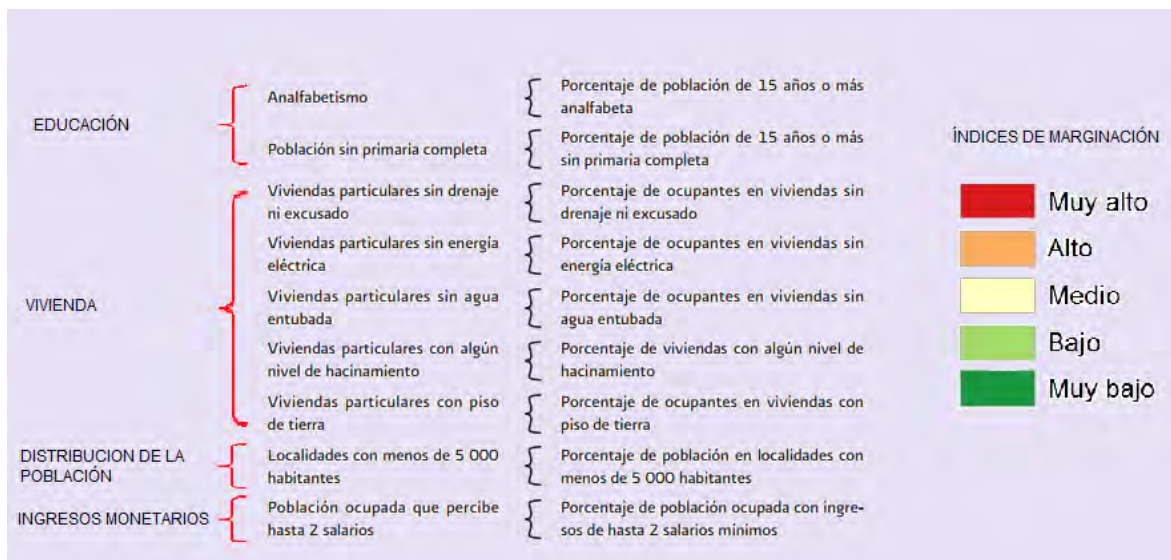 EDUCACIÓN
Analfabetismo
Porcentaje de población de 15 años o más
analfabeta
Población sin primaria completa
Porcentaje de población de 15 años o más
sin primaria completa
VIVIENDA
Viviendas particulares sin drenaje
ni excusado
Porcentaje de ocupantes en viviendas sin
drenaje ni excusado
Viviendas particulares sin energía
eléctrica
Porcentaje de ocupantes en viviendas sin
energía eléctrica
Viviendas particulares sin agua
entubada
Porcentaje de ocupantes en viviendas sin
agua entubada
Viviendas particulares con algún
nivel de hacinamiento
Porcentaje de viviendas con algún nivel de
hacinamiento
Viviendas particulares con piso
de tierra
Porcentaje de ocupantes en viviendas con
piso de tierra
DISTRIBUCION DE LA
POBLACIÓN
Localidades con menos de 5 000
habitantes
Porcentaje de población en localidades con
menos de 5 000 habitantes
INGRESOS MONETARIOS
Población ocupada que percibe
hasta 2 salarios
Porcentaje de población ocupada con ingre-
sos de hasta 2 salarios mínimos
ÍNDICES DE MARGINACIÓN
Muy alto
Alto
Medio
Bajo
Muy bajo